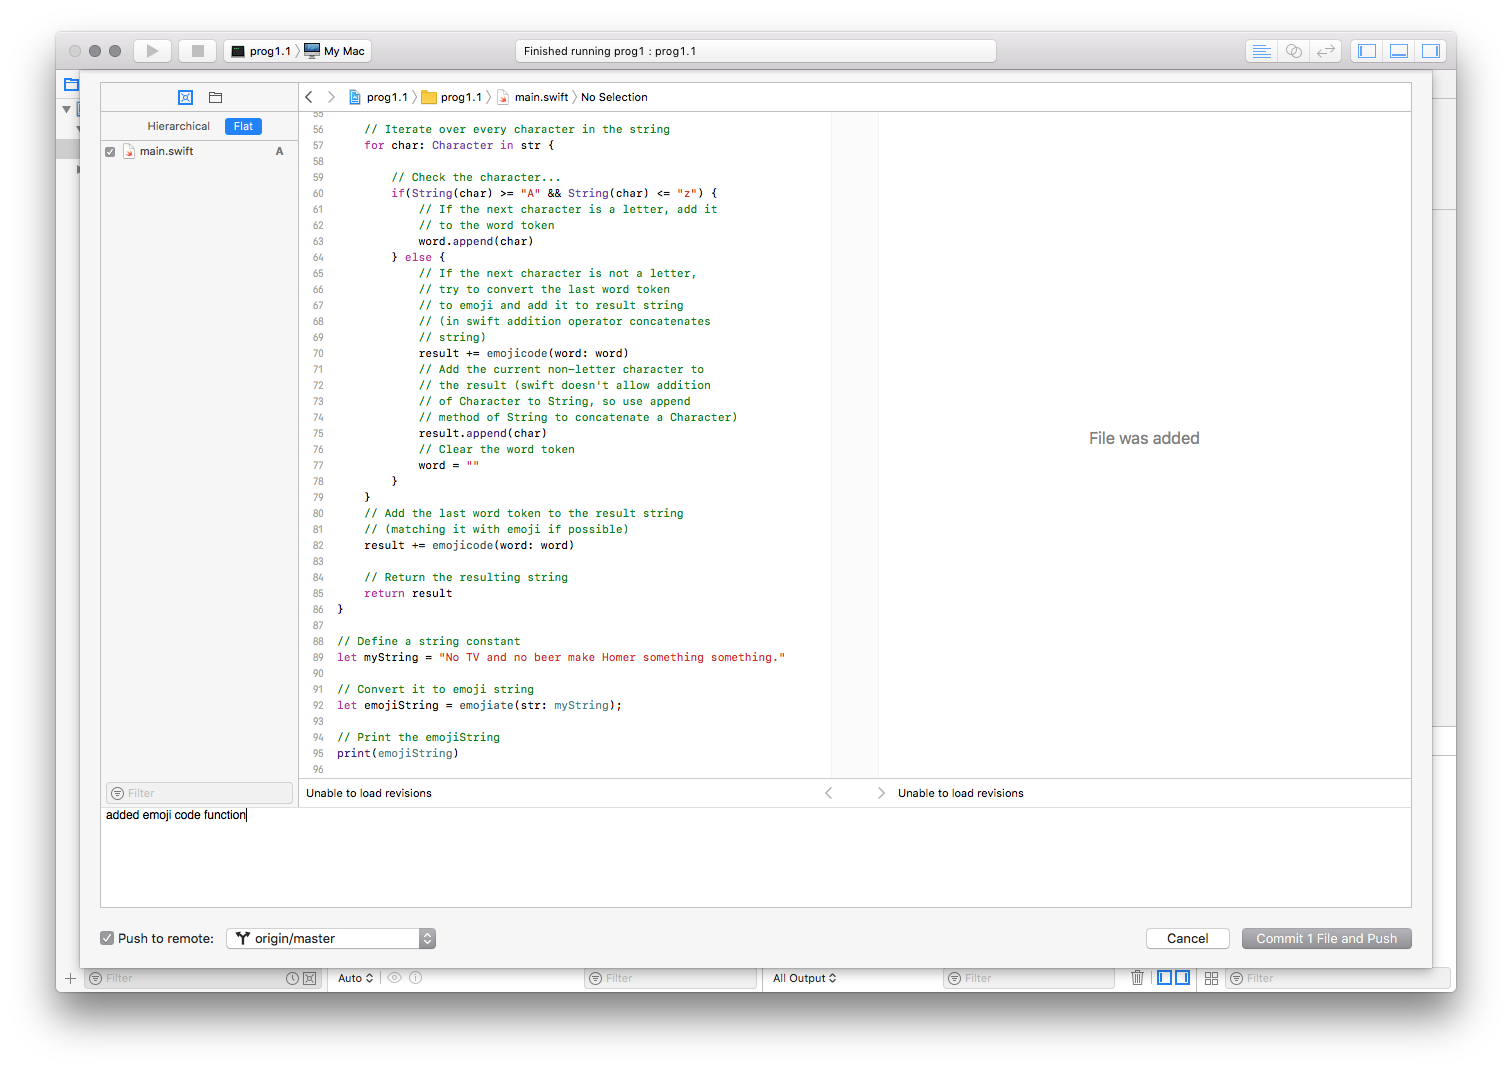 prog1.1 My Mac
Finished running prog1 : prog1.1
prog1.1 prog1.1 main.swift No Selection
Hierarchical Flat
main.swift A
55
56 // Iterate over every character in the string
57 for char: Character in str {
58
59 // Check the character...
60 if(String(char) >= "A" && String(char) <= "z") {
61 // If the next character is a letter, add it
62 // to the word token
63 word.append(char)
64 } else {
65 // If the next character is not a letter,
66 // try to convert the last word token
67 // to emoji and add it to result string
68 // (in swift addition operator concatenates
69 // string)
70 result += emojicode(word: word)
71 // Add the current non-letter character to
72 // the result (swift doesn't allow addition
73 // of Character to String, so use append
74 // method of String to concatenate a Character)
75 result.append(char)
76 // Clear the word token
77 word = ""
78 }
79 }
80 // Add the last word token to the result string
81 // (matching it with emoji if possible)
82 result += emojicode(word: word)
83
84 // Return the resulting string
85 return result
86 }
87
88 // Define a string constant
89 let myString = "No TV and no beer make Homer something something."
90
91 // Convert it to emoji string
92 let emojiString = emojiate(str: myString);
93
94 // Print the emojiString
95 print(emojiString)
96
File was added
Filter
Unable to load revisions
Unable to load revisions
added emoji code function
Push to remote: origin/master
Cancel Commit 1 File and Push
Filter Auto Filter All Output Filter Filter